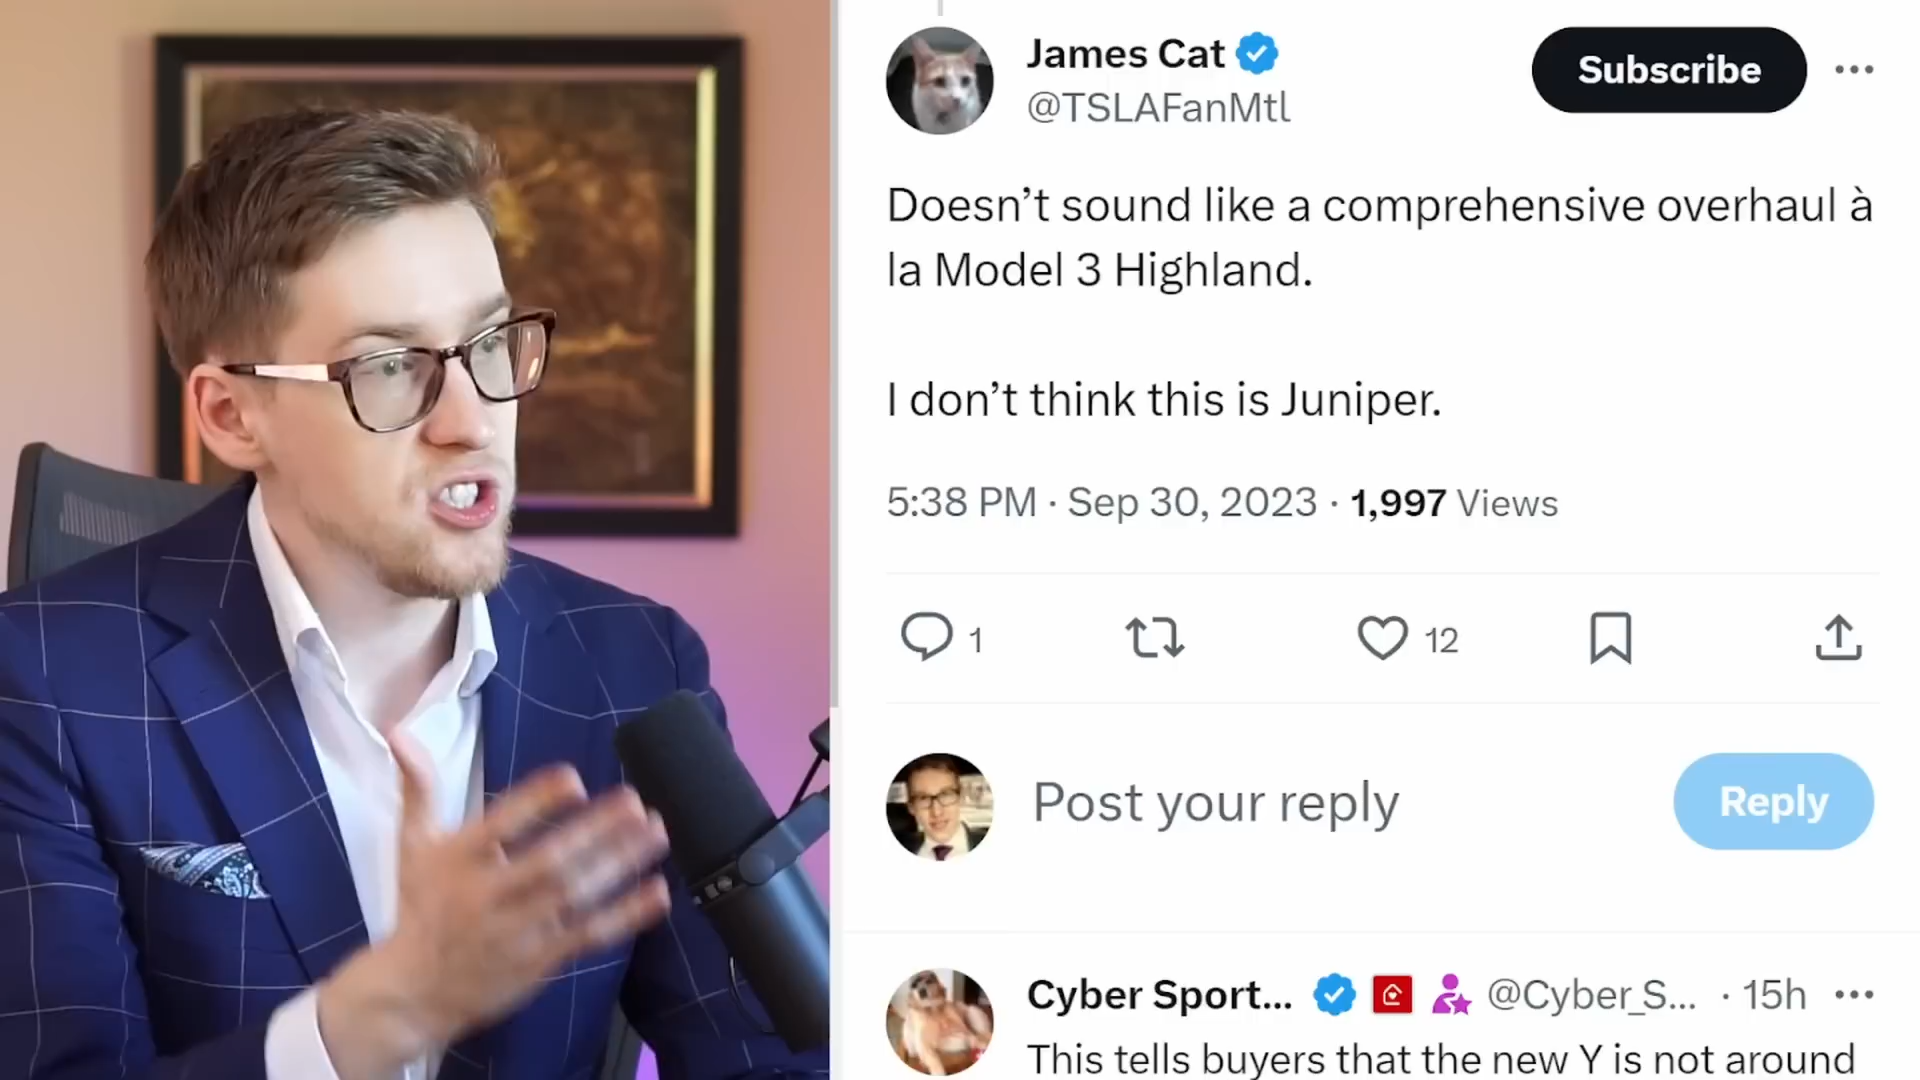 James Cat
@TSLAFanMtl
Subscribe
Doesn’t sound like a comprehensive overhaul à
la Model 3 Highland.
I don’t think this is Juniper.
5:38 PM · Sep 30, 2023 · 1,997 Views
1
12
Post your reply
Reply
Cyber Sport... @Cyber_S... · 15h
This tells buyers that the new Y is not around